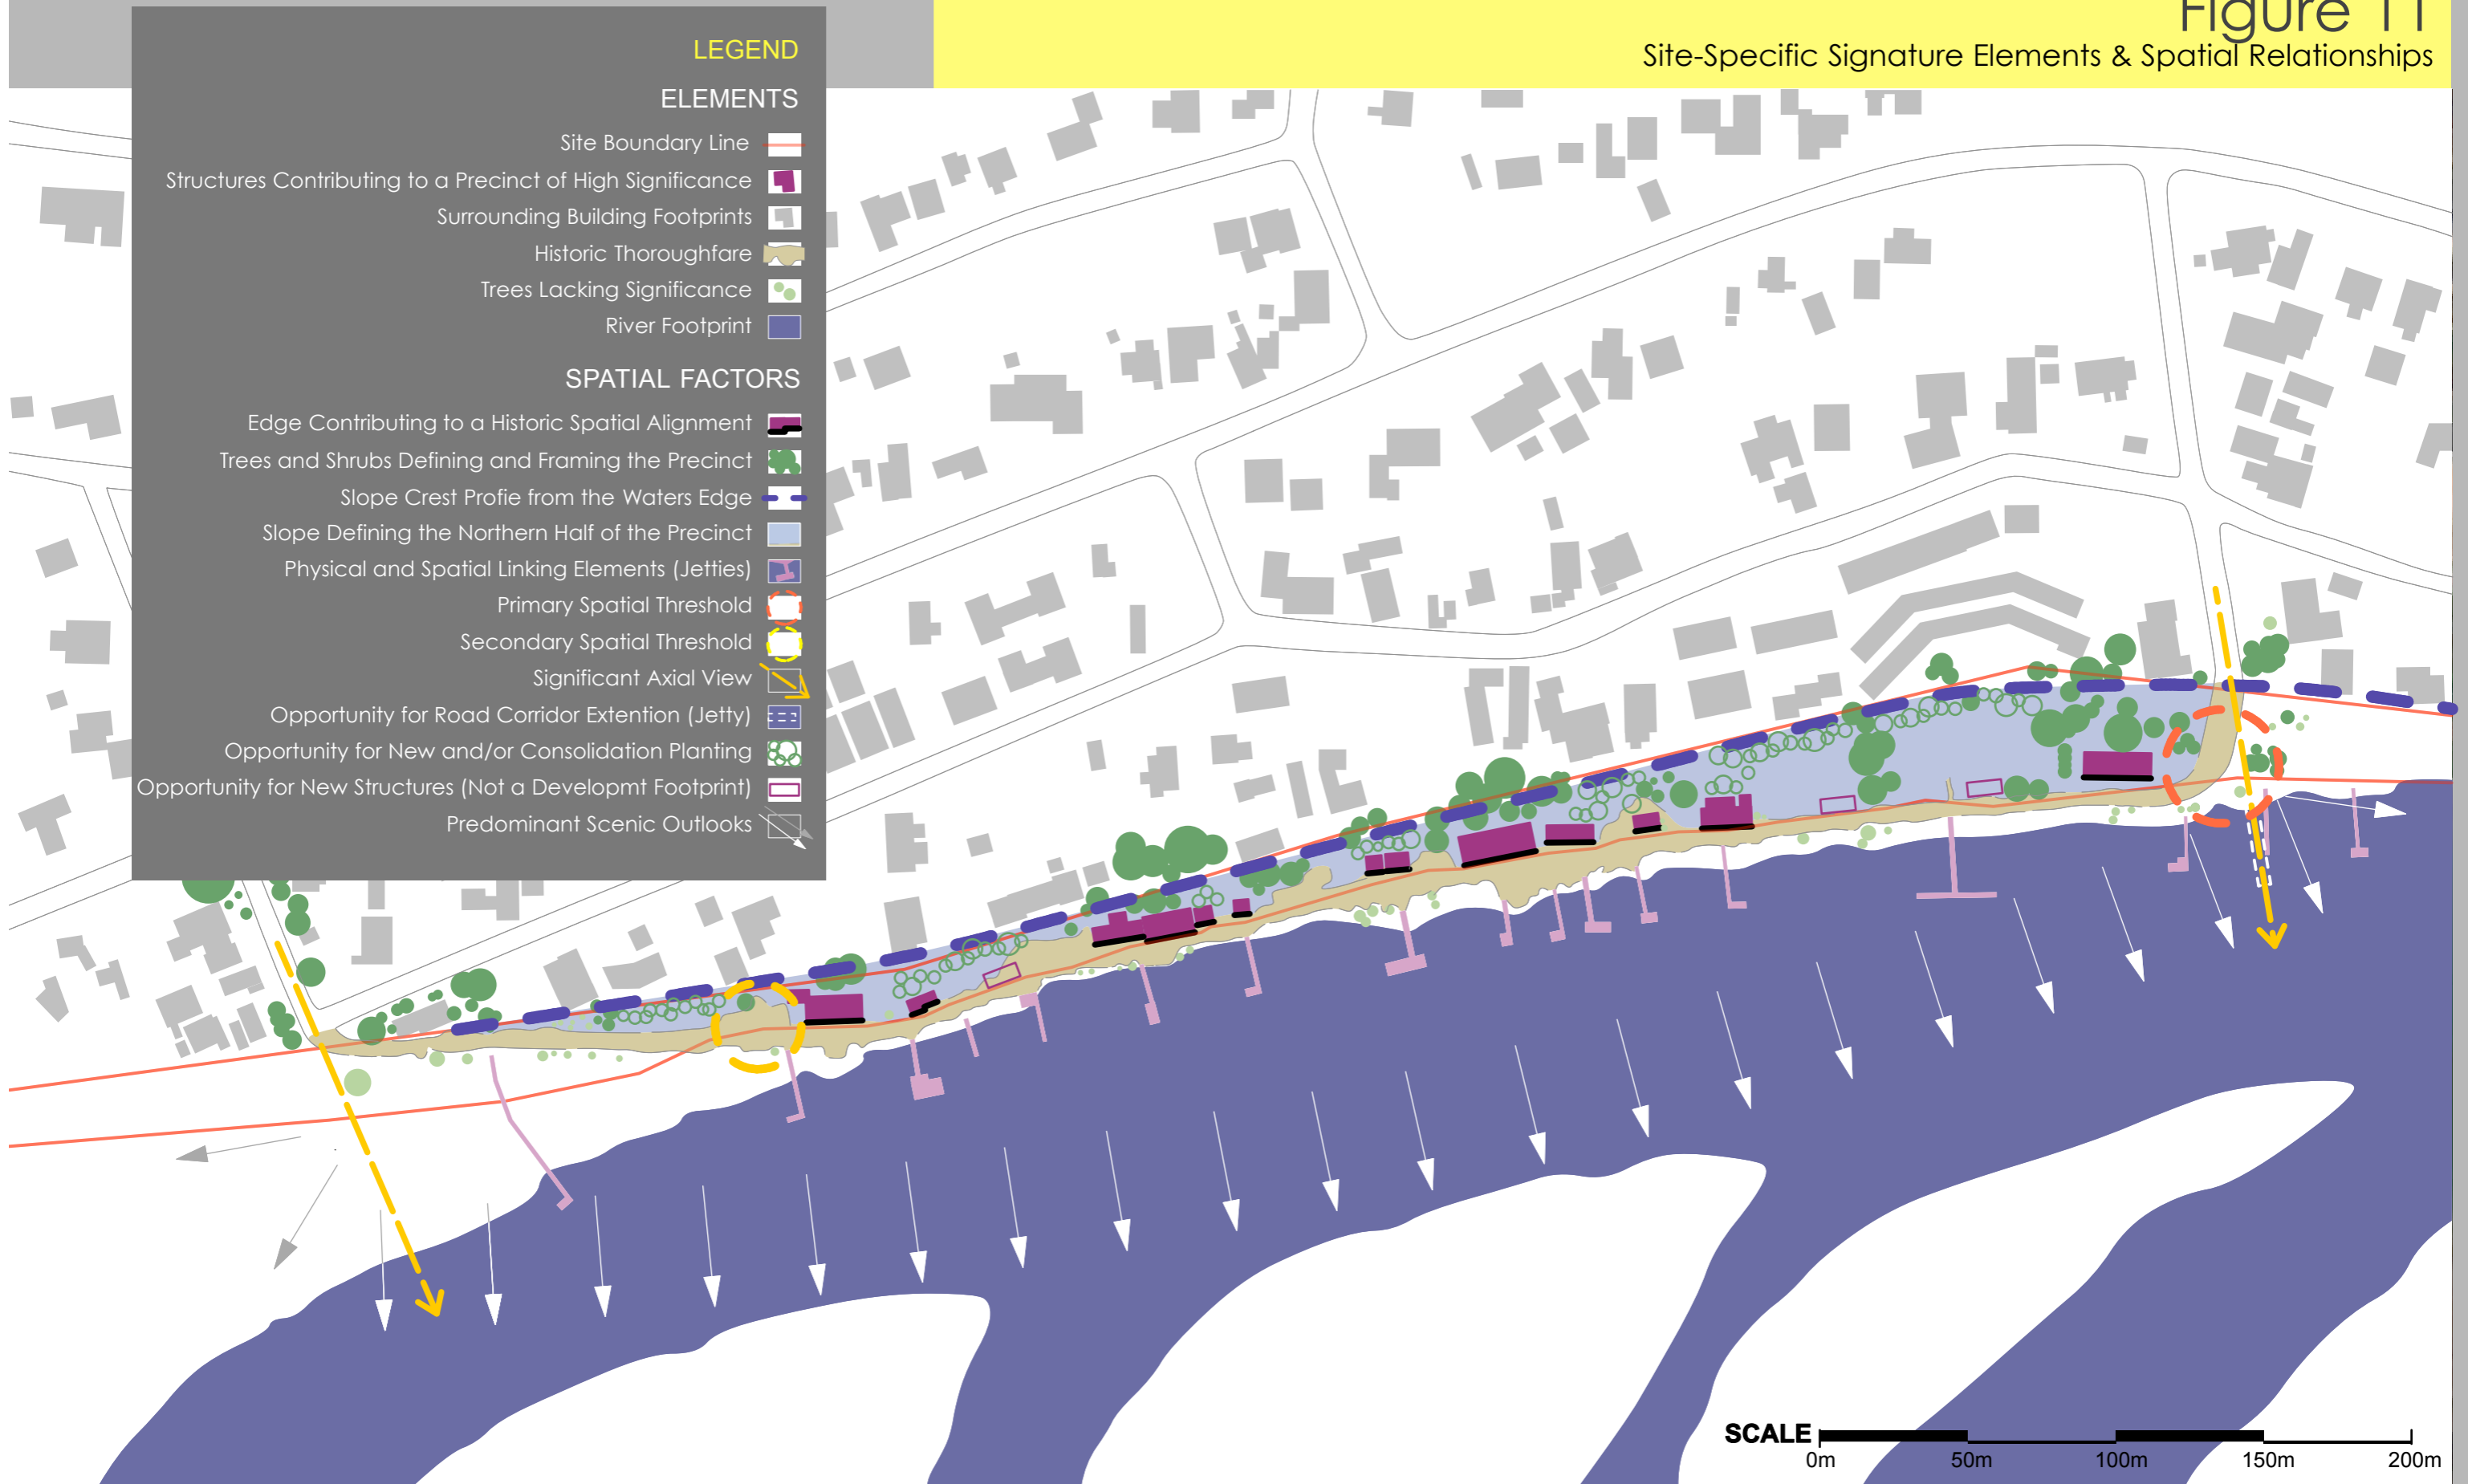 Figure 11
Site-Specific Signature Elements & Spatial Relationships
LEGEND
ELEMENTS
Site Boundary Line
Structures Contributing to a Precinct of High Significance
Surrounding Building Footprints
Historic Thoroughfare
Trees Lacking Significance
River Footprint
SPATIAL FACTORS
Edge Contributing to a Historic Spatial Alignment
Trees and Shrubs Defining and Framing the Precinct
Slope Crest Profie from the Waters Edge
Slope Defining the Northern Half of the Precinct
Physical and Spatial Linking Elements (Jetties)
Primary Spatial Threshold
Secondary Spatial Threshold
Significant Axial View
Opportunity for Road Corridor Extention (Jetty)
Opportunity for New and/or Consolidation Planting
Opportunity for New Structures (Not a Developmt Footprint)
Predominant Scenic Outlooks
SCALE
0m 50m 100m 150m 200m